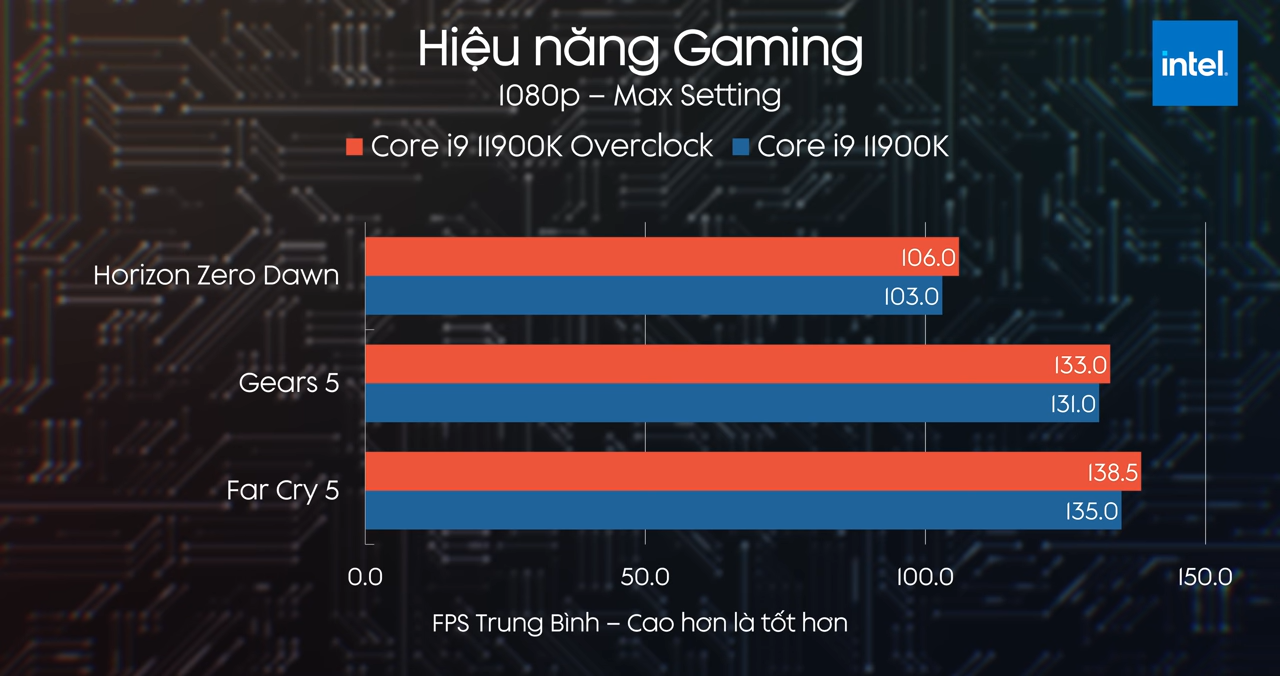 Hiệu năng Gaming
intel.
1080p – Max Setting
Core i9 11900K Overclock Core i9 11900K
Horizon Zero Dawn
106.0
103.0
Gears 5
133.0
131.0
Far Cry 5
138.5
135.0
0.0 50.0 100.0 150.0
FPS Trung Bình – Cao hơn là tốt hơn